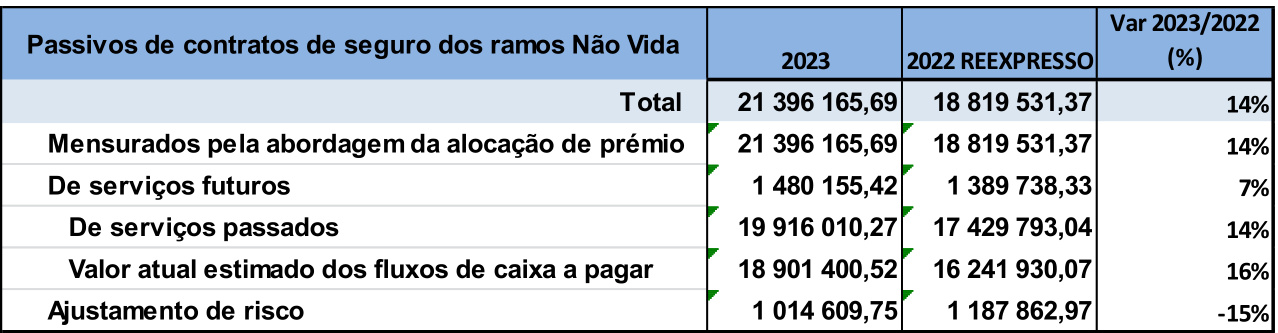 Passivos de contratos de seguro dos ramos Não Vida 2023 2022 REEXPRESSO Var 2023/2022 (%)
Total 21 396 165,69 18 819 531,37 14%
Mensurados pela abordagem da alocação de prémio 21 396 165,69 18 819 531,37 14%
De serviços futuros 1 480 155,42 1 389 738,33 7%
De serviços passados 19 916 010,27 17 429 793,04 14%
Valor atual estimado dos fluxos de caixa a pagar 18 901 400,52 16 241 930,07 16%
Ajustamento de risco 1 014 609,75 1 187 862,97 -15%